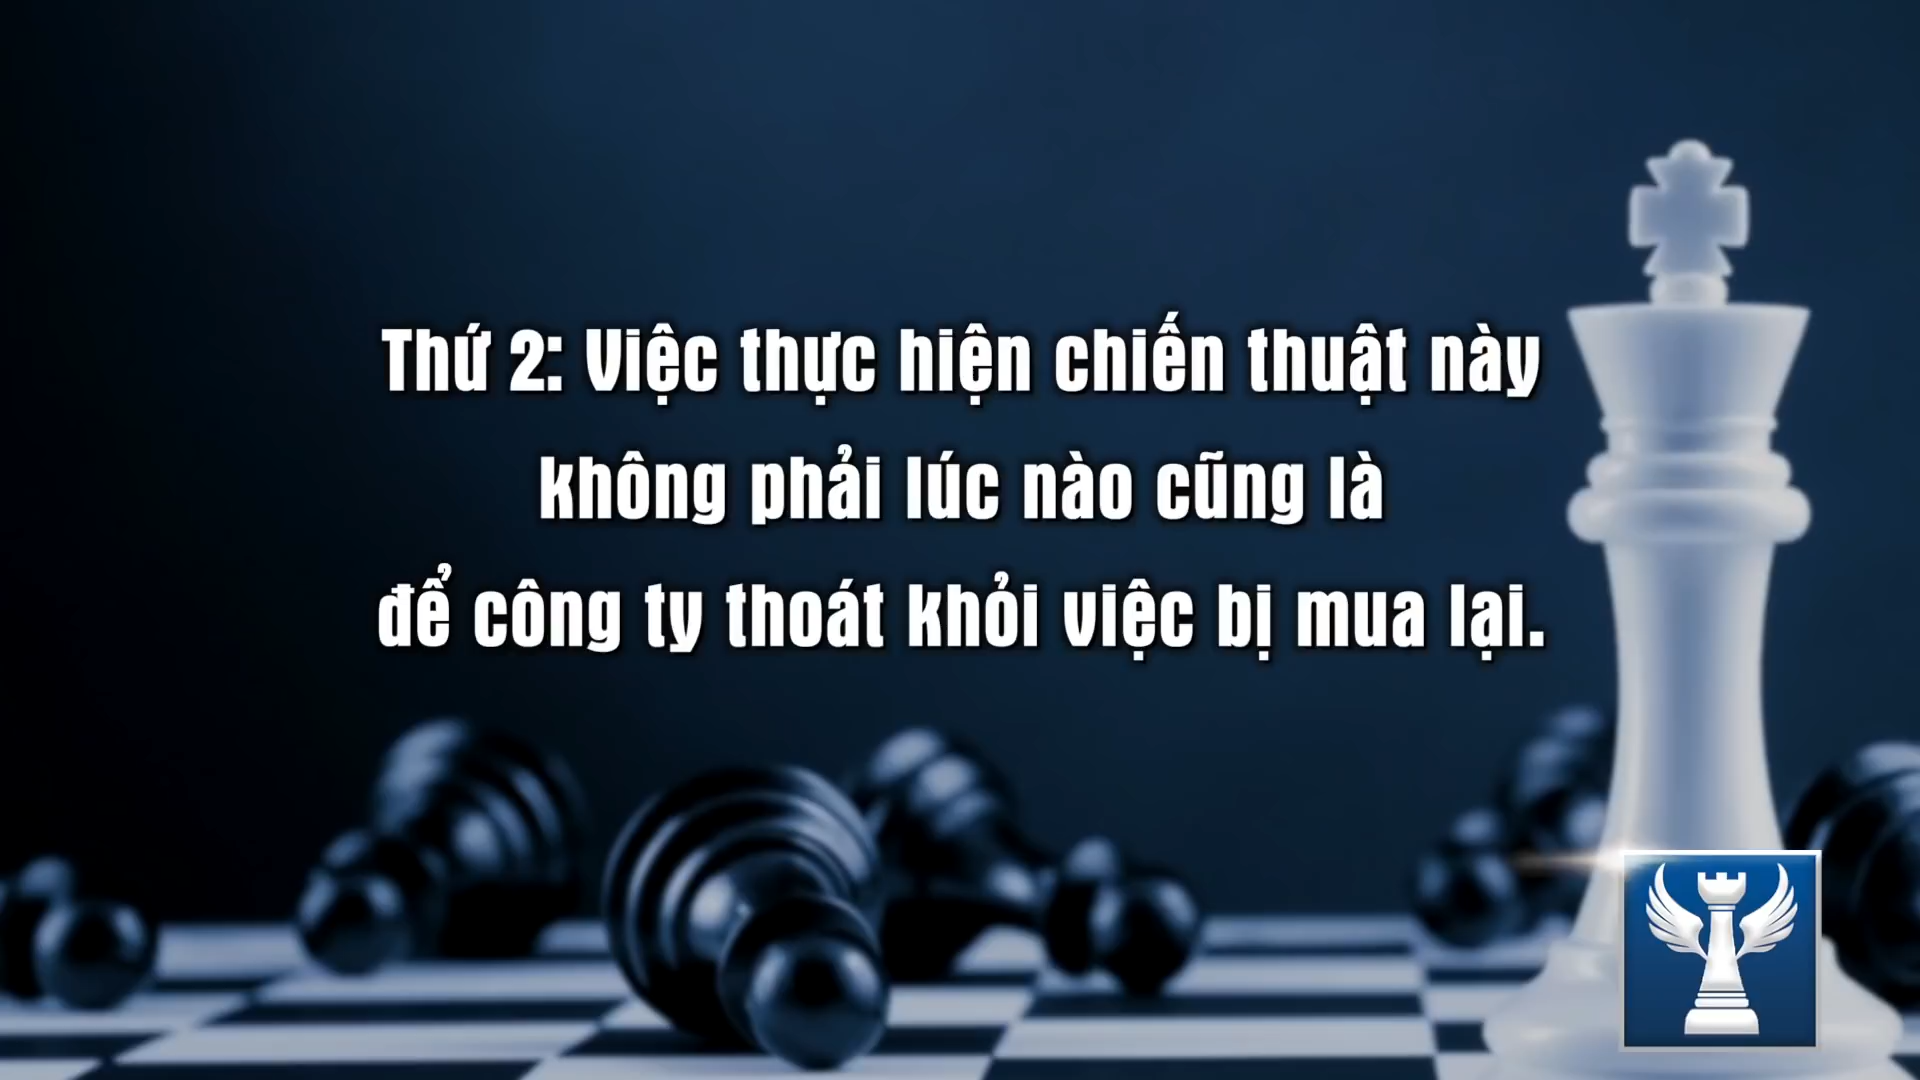 Thứ 2: Việc thực hiện chiến thuật này
không phải lúc nào cũng là
để công ty thoát khỏi việc bị mua lại.